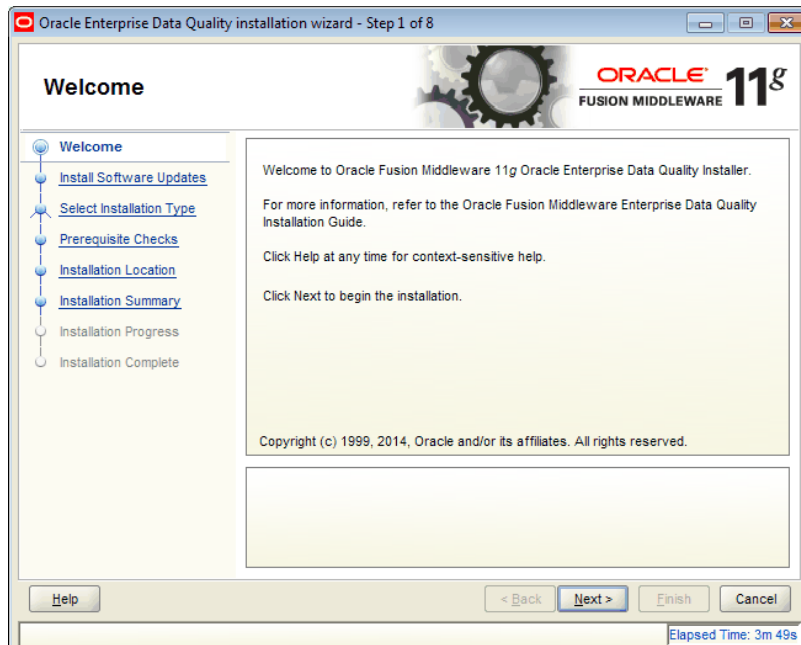 Oracle Enterprise Data Quality installation wizard - Step 1 of 8
Welcome
ORACLE®
FUSION MIDDLEWARE 11g
Welcome
Install Software Updates
Select Installation Type
Prerequisite Checks
Installation Location
Installation Summary
Installation Progress
Installation Complete
Welcome to Oracle Fusion Middleware 11g Oracle Enterprise Data Quality Installer.
For more information, refer to the Oracle Fusion Middleware Enterprise Data Quality
Installation Guide.
Click Help at any time for context-sensitive help.
Click Next to begin the installation.
Copyright (c) 1999, 2014, Oracle and/or its affiliates. All rights reserved.
Help
< Back
Next >
Finish
Cancel
Elapsed Time: 3m 49s